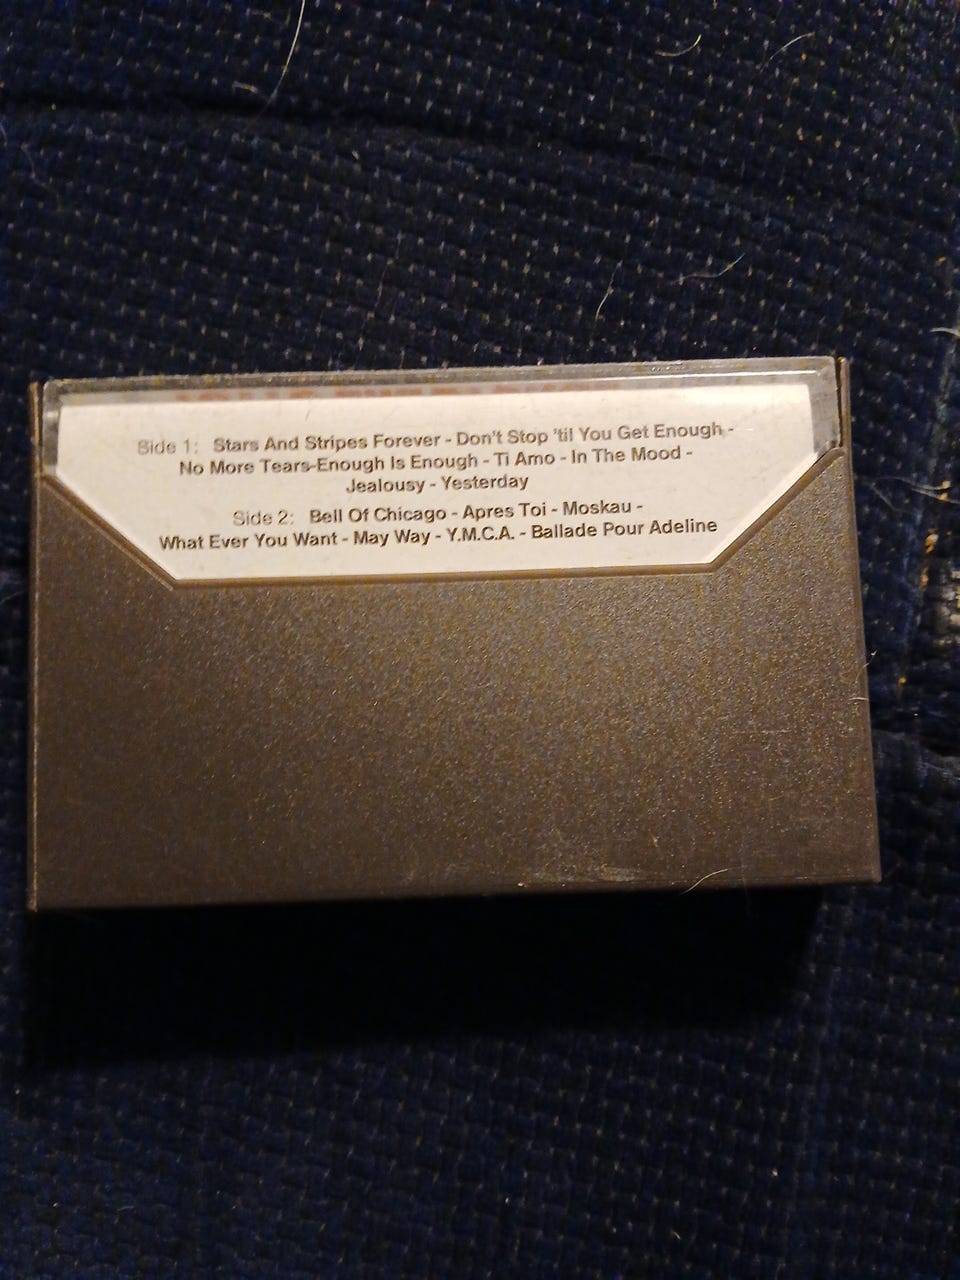 Side 1: Stars And Stripes Forever - Don't Stop 'til You Get Enough -
No More Tears-Enough Is Enough - Ti Amo - In The Mood -
Jealousy - Yesterday
Side 2: Bell Of Chicago - Apres Toi - Moskau -
What Ever You Want - May Way - Y.M.C.A. - Ballade Pour Adeline